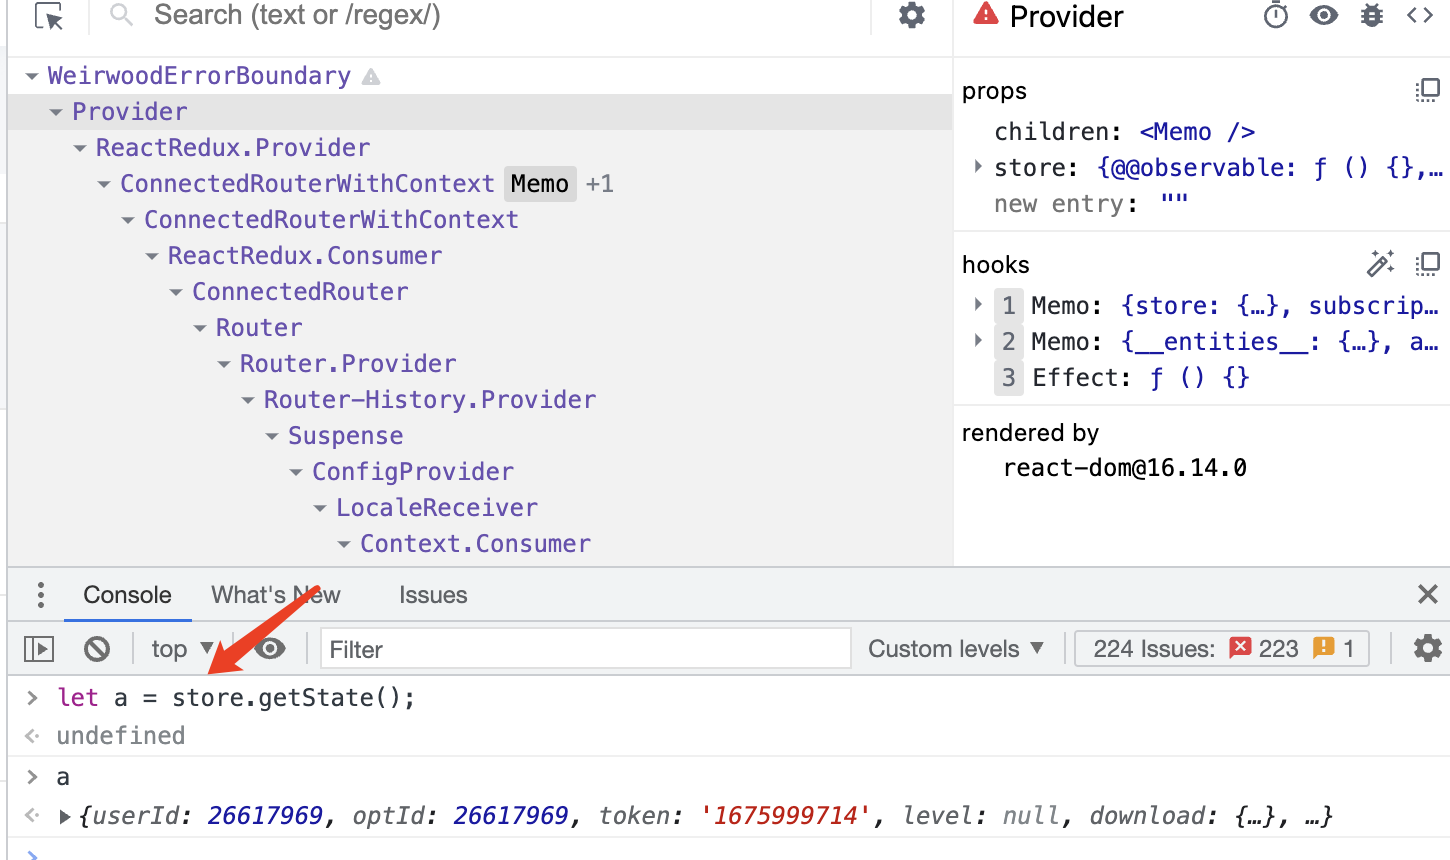 Search (text or /regex/)
WeirwoodErrorBoundary
Provider
ReactRedux.Provider
ConnectedRouterWithContext Memo +1
ConnectedRouterWithContext
ReactRedux.Consumer
ConnectedRouter
Router
Router.Provider
Router-History.Provider
Suspense
ConfigProvider
LocaleReceiver
Context.Consumer
Provider
props
children: <Memo />
store: {@@observable: ƒ () {},…
new entry: ""
hooks
1 Memo: {store: {…}, subscrip…
2 Memo: {__entities__: {…}, a…
3 Effect: ƒ () {}
rendered by
react-dom@16.14.0
Console What's New Issues
top Filter Custom levels 224 Issues: 223 1
> let a = store.getState();
undefined
> a
{userId: 26617969, optId: 26617969, token: '1675999714', level: null, download: {…}, …}
>